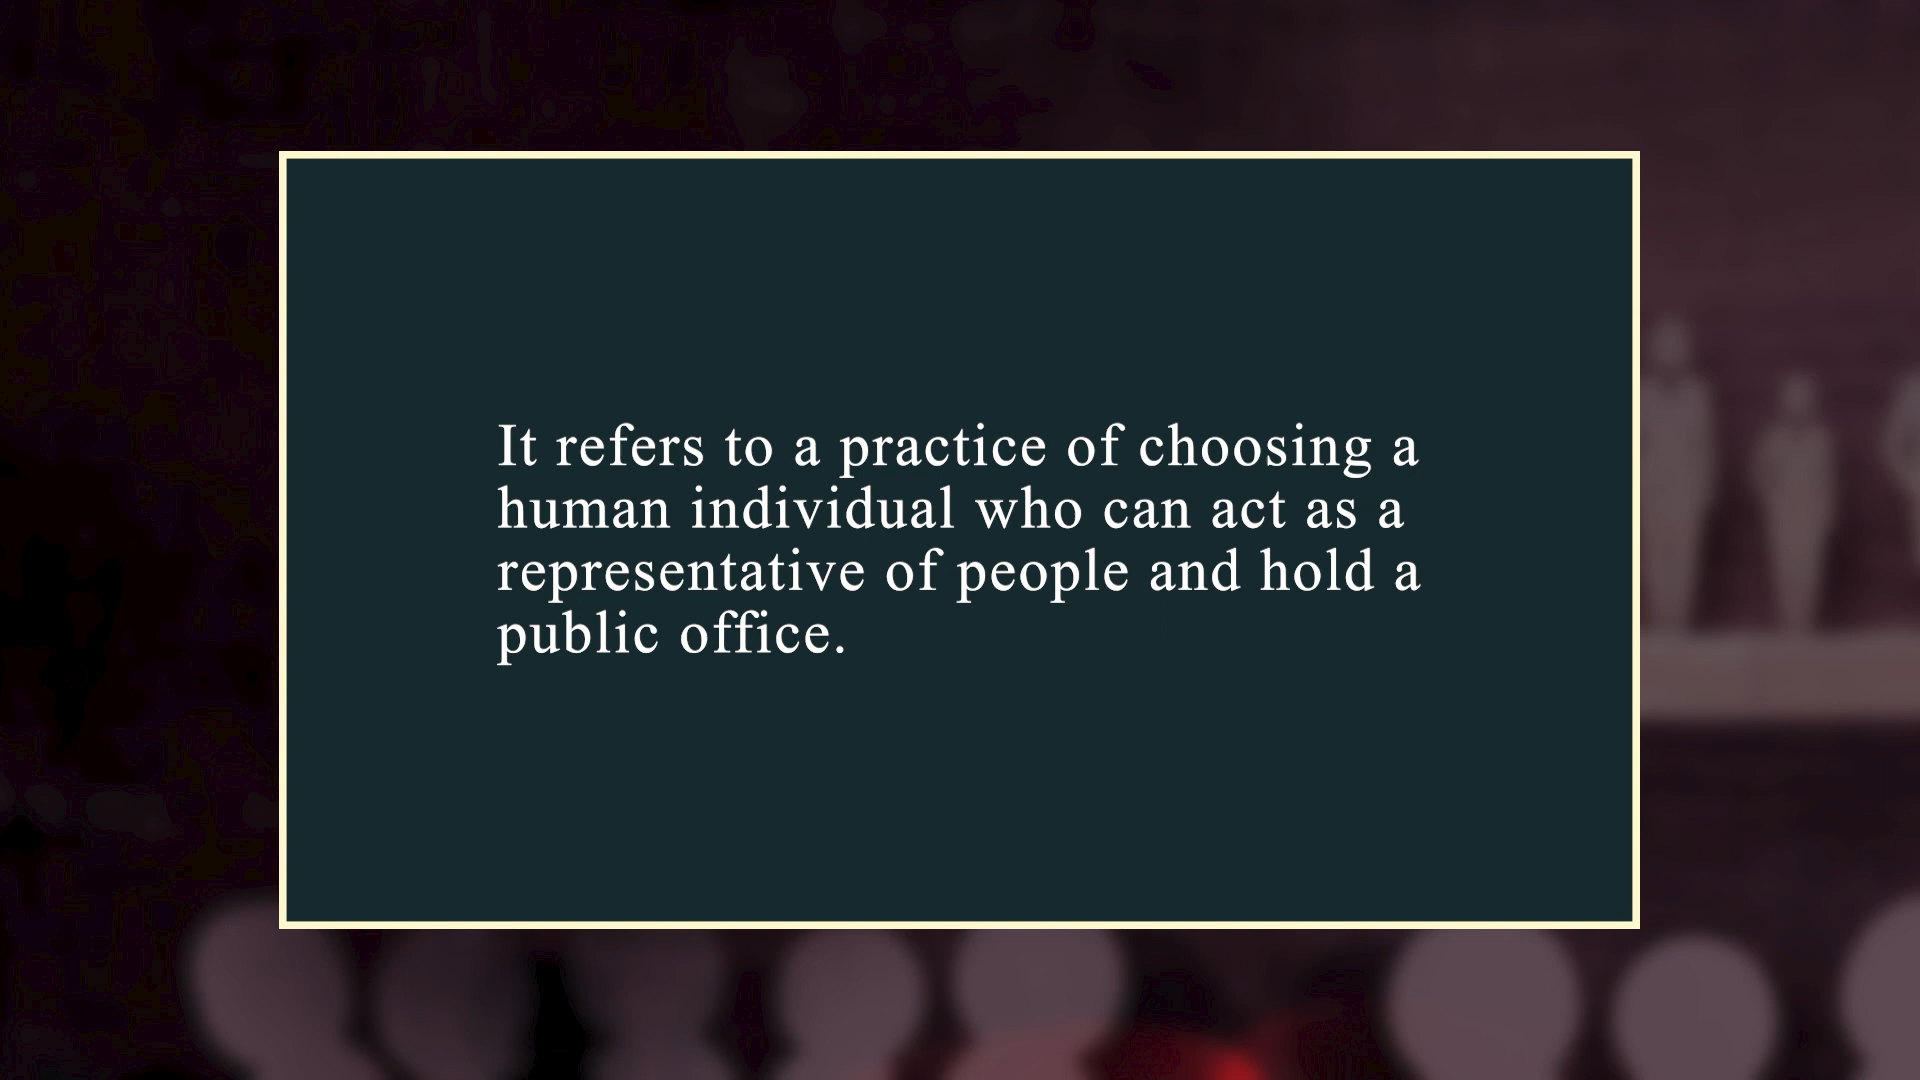 It refers to a practice of choosing a
human individual who can act as a
representative of people and hold a
public office.